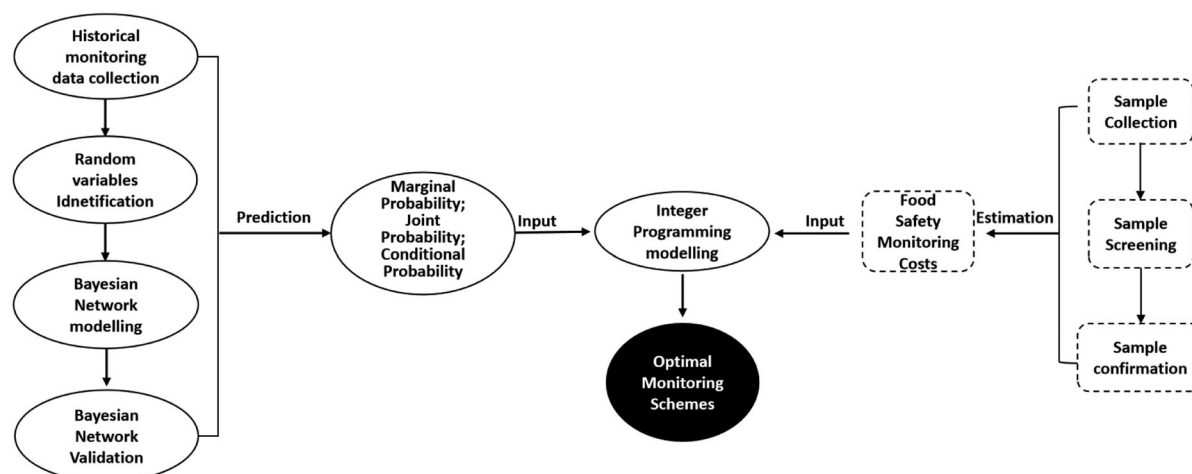 Historical
monitoring
data collection
Random
variables
Idnetification
Bayesian
Network
modelling
Bayesian
Network
Validation
Prediction
Marginal
Probability;
Joint
Probability;
Conditional
Probability
Input
Integer
Programming
modelling
Optimal
Monitoring
Schemes
Input
Food
Safety
Monitoring
Costs
Estimation
Sample
Collection
Sample
Screening
Sample
confirmation